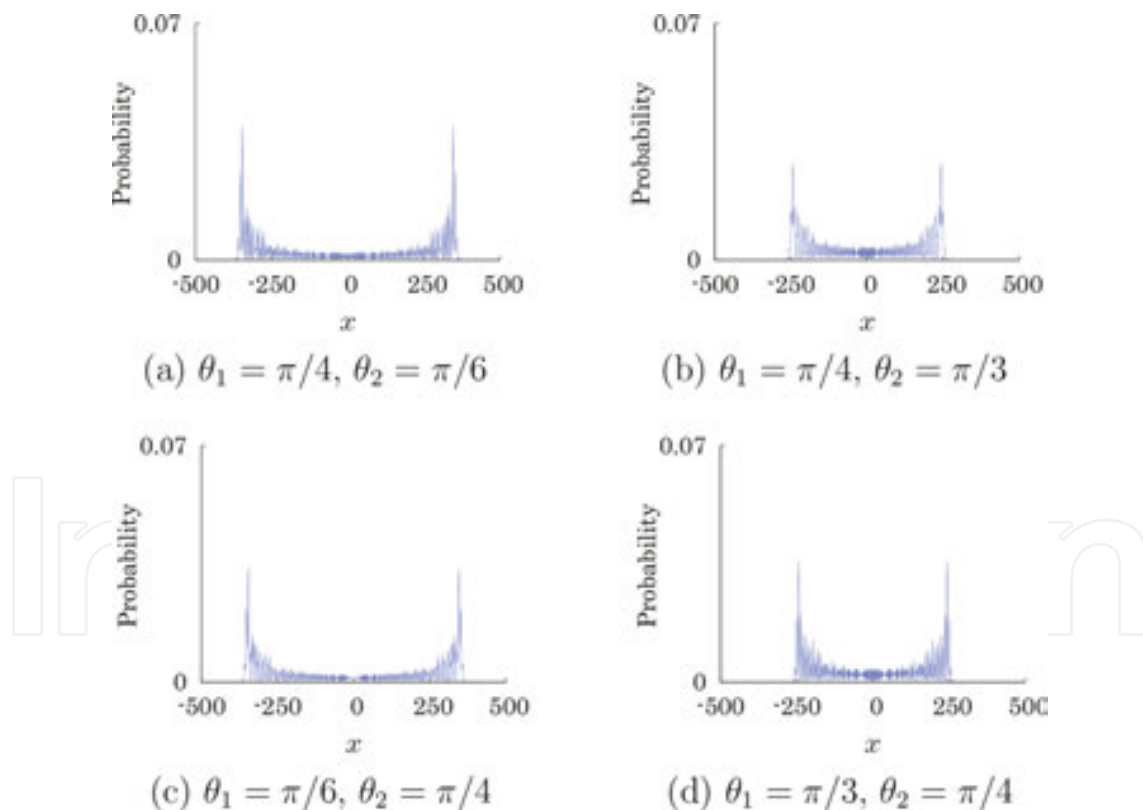 0.07
0.07
Probability
Probability
0
0
-500 -250 0 250 500
-500 -250 0 250 500
x
x
(a) θ₁ = π/4, θ₂ = π/6
(b) θ₁ = π/4, θ₂ = π/3
0.07
0.07
Probability
Probability
0
0
-500 -250 0 250 500
-500 -250 0 250 500
x
x
(c) θ₁ = π/6, θ₂ = π/4
(d) θ₁ = π/3, θ₂ = π/4